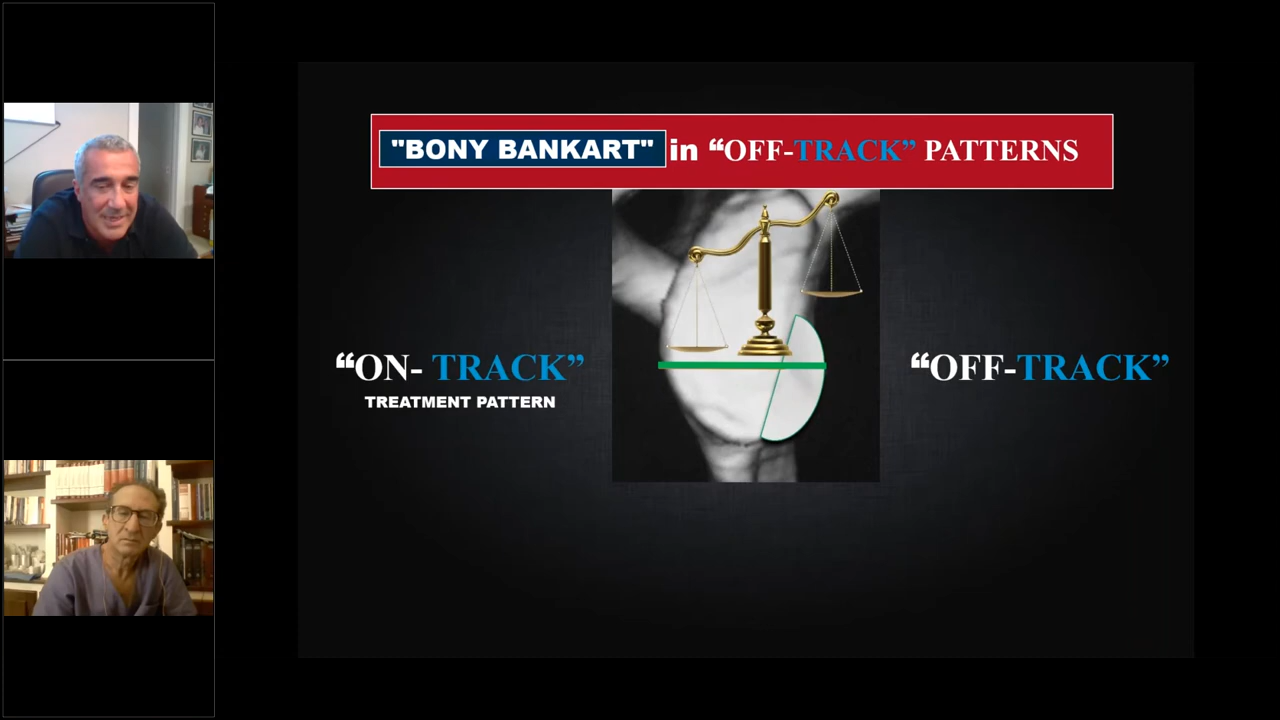 "BONY BANKART" in “OFF-TRACK” PATTERNS
“ON- TRACK”
TREATMENT PATTERN
“OFF-TRACK”